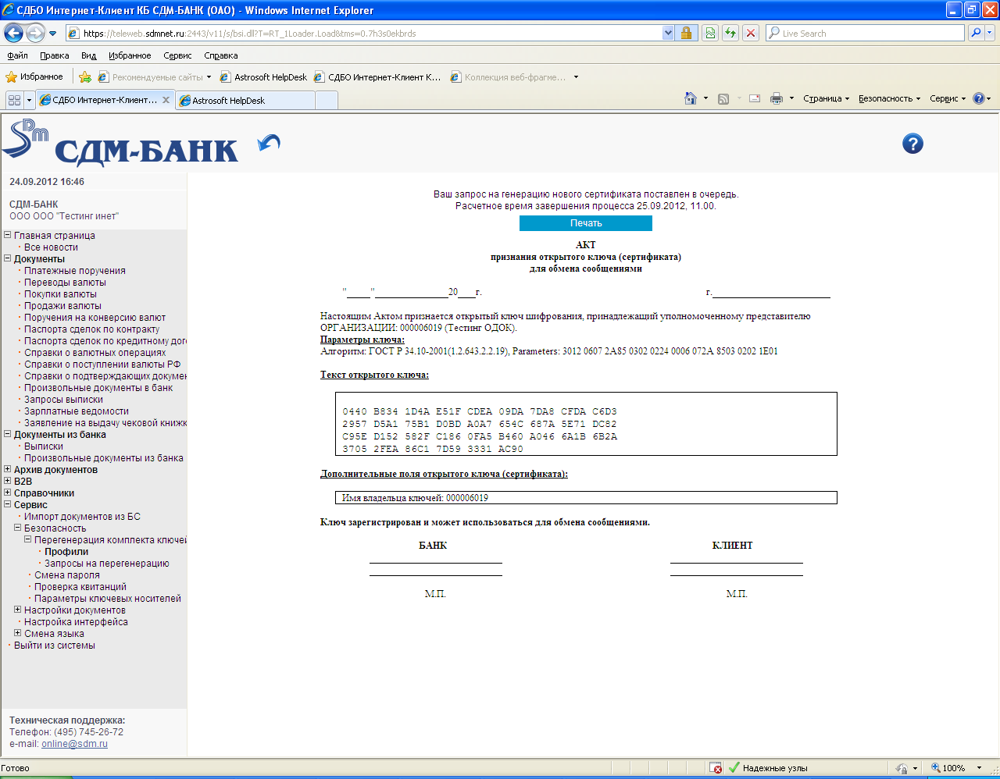 СДБО Интернет-Клиент КБ СДМ-БАНК (ОАО) - Windows Internet Explorer
https://teleweb.sdmnet.ru:2443/v11/s/bsi.dll?T=RT_1Loader.Load&tms=0.7h3s0ekbrds
Live Search
Файл Правка Вид Избранное Сервис Справка
Избранное Рекомендуемые сайты Astrosoft HelpDesk СДБО Интернет-Клиент К... Коллекция веб-фрагме...
СДБО Интернет-Клиент... Astrosoft HelpDesk Страница Безопасность Сервис
SDM СДМ-БАНК
24.09.2012 16:46
СДМ-БАНК
ООО ООО "Тестинг инет"
Главная страница
Все новости
Документы
Платежные поручения
Переводы валюты
Покупки валюты
Продажи валюты
Поручения на конверсию валют
Паспорта сделок по контракту
Паспорта сделок по кредитному дог
Справки о валютных операциях
Справки о поступлении валюты РФ
Справки о подтверждающих докумен
Произвольные документы в банк
Запросы выписки
Зарплатные ведомости
Заявление на выдачу чековой книжк
Документы из банка
Выписки
Произвольные документы из банка
Архив документов
B2B
Справочники
Сервис
Импорт документов из БС
Безопасность
Перегенерация комплекта ключей
Профили
Запросы на перегенерацию
Смена пароля
Проверка квитанций
Параметры ключевых носителей
Настройки документов
Настройка интерфейса
Смена языка
Выйти из системы
Техническая поддержка:
Телефон: (495) 745-26-72
e-mail: online@sdm.ru
Ваш запрос на генерацию нового сертификата поставлен в очередь.
Расчетное время завершения процесса 25.09.2012, 11.00.
Печать
АКТ
признания открытого ключа (сертификата)
для обмена сообщениями
"_____"_______________20____г. г.________________________
Настоящим Актом признается открытый ключ шифрования, принадлежащий уполномоченному представителю
ОРГАНИЗАЦИИ: 000006019 (Тестинг ОДОК).
Параметры ключа:
Алгоритм: ГОСТ Р 34.10-2001(1.2.643.2.2.19), Parameters: 3012 0607 2A85 0302 0224 0006 072A 8503 0202 1E01
Текст открытого ключа:
0440 B834 1D4A E51F CDEA 09DA 7DA8 CFDA C6D3
2957 D5A1 75B1 D0BD A0A7 654C 687A 5E71 DC82
C95E D152 582F C186 0FA5 B460 A046 6A1B 6B2A
3705 2FEA 86C1 7D59 3331 AC90
Дополнительные поля открытого ключа (сертификата):
Имя владельца ключей: 000006019
Ключ зарегистрирован и может использоваться для обмена сообщениями.
БАНК КЛИЕНТ
М.П. М.П.
Готово Надежные узлы 100%